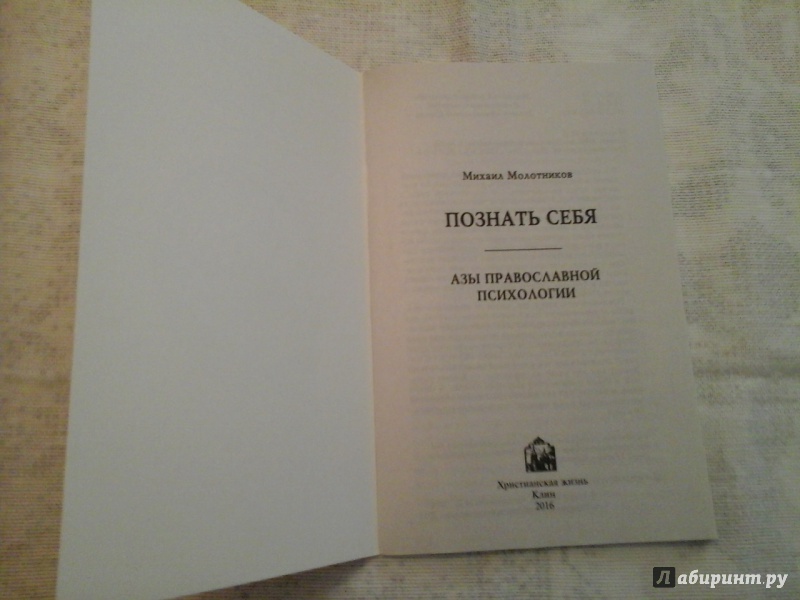 Михаил Молотников
ПОЗНАТЬ СЕБЯ
АЗЫ ПРАВОСЛАВНОЙ
ПСИХОЛОГИИ
Христианская жизнь
Клин
2016
Лабиринт.ру